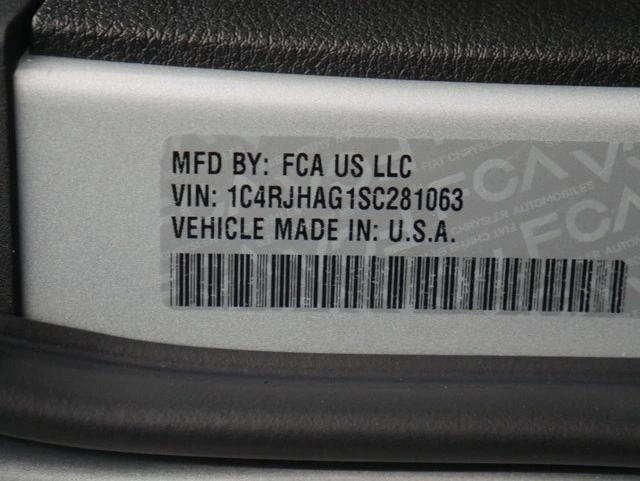 MFD BY: FCA US LLC
VIN: 1C4RJHAG1SC281063
VEHICLE MADE IN: U.S.A.